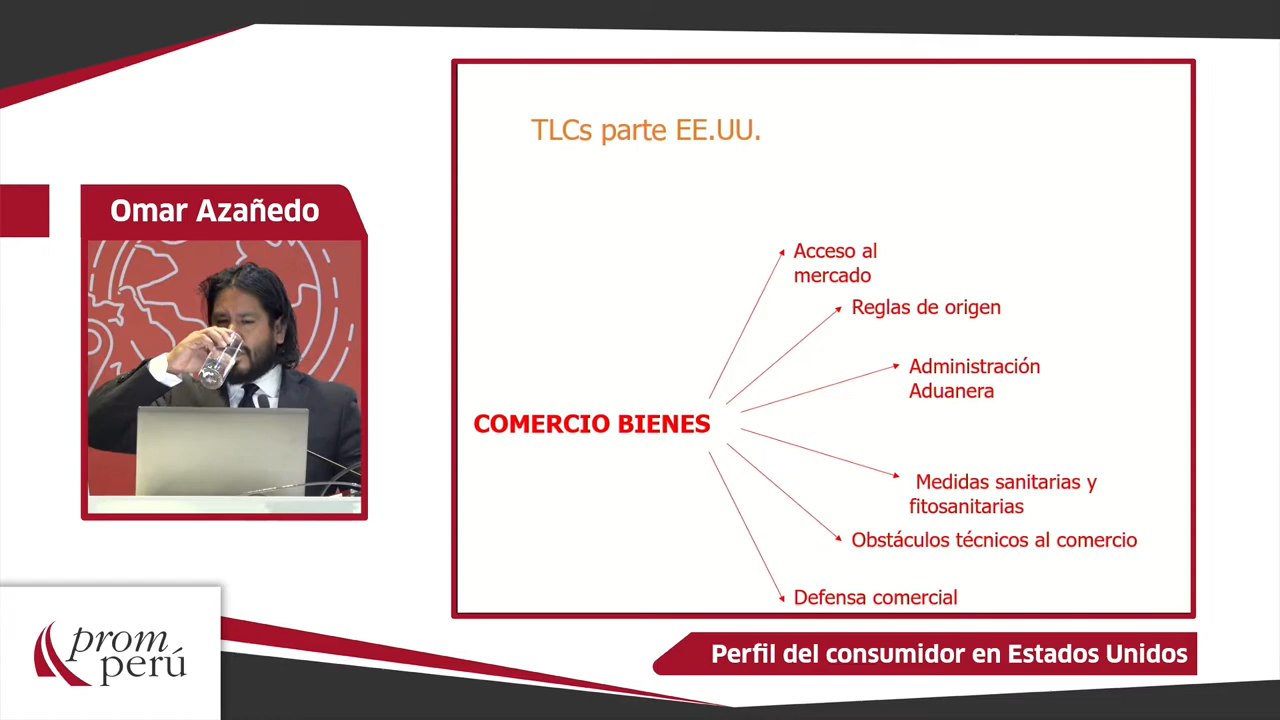 TLCs parte EE.UU.
Omar Azañedo
Acceso al
mercado
Reglas de origen
Administración
Aduanera
COMERCIO BIENES
Medidas sanitarias y
fitosanitarias
Obstáculos técnicos al comercio
Defensa comercial
prom
perú
Perfil del consumidor en Estados Unidos